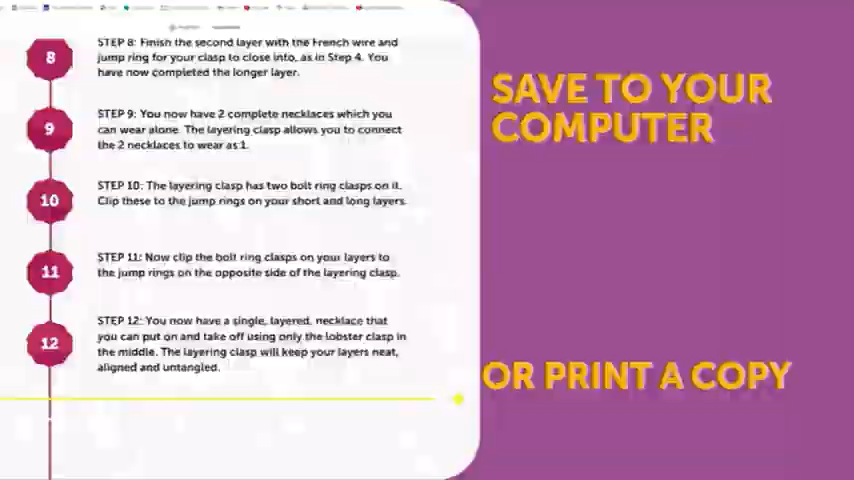 8
STEP 8: Finish the second layer with the French wire and
jump ring for your clasp to close into, as in Step 4. You
have now completed the longer layer.
9
STEP 9: You now have 2 complete necklaces which you
can wear alone. The layering clasp allows you to connect
the 2 necklaces to wear as 1.
10
STEP 10: The layering clasp has two bolt ring clasps on it.
Clip these to the jump rings on your short and long layers.
11
STEP 11: Now clip the bolt ring clasps on your layers to
the jump rings on the opposite side of the layering clasp.
12
STEP 12: You now have a single, layered, necklace that
you can put on and take off using only the lobster clasp in
the middle. The layering clasp will keep your layers neat,
aligned and untangled.
SAVE TO YOUR
COMPUTER
OR PRINT A COPY